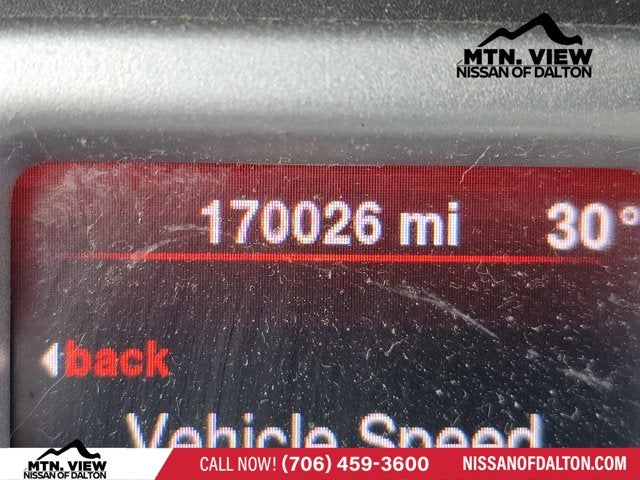 MTN. VIEW
NISSAN OF DALTON
170026 mi 30°
back
Vehicle Speed
MTN. VIEW
NISSAN OF DALTON
CALL NOW! (706) 459-3600
NISSANOFDALTON.COM